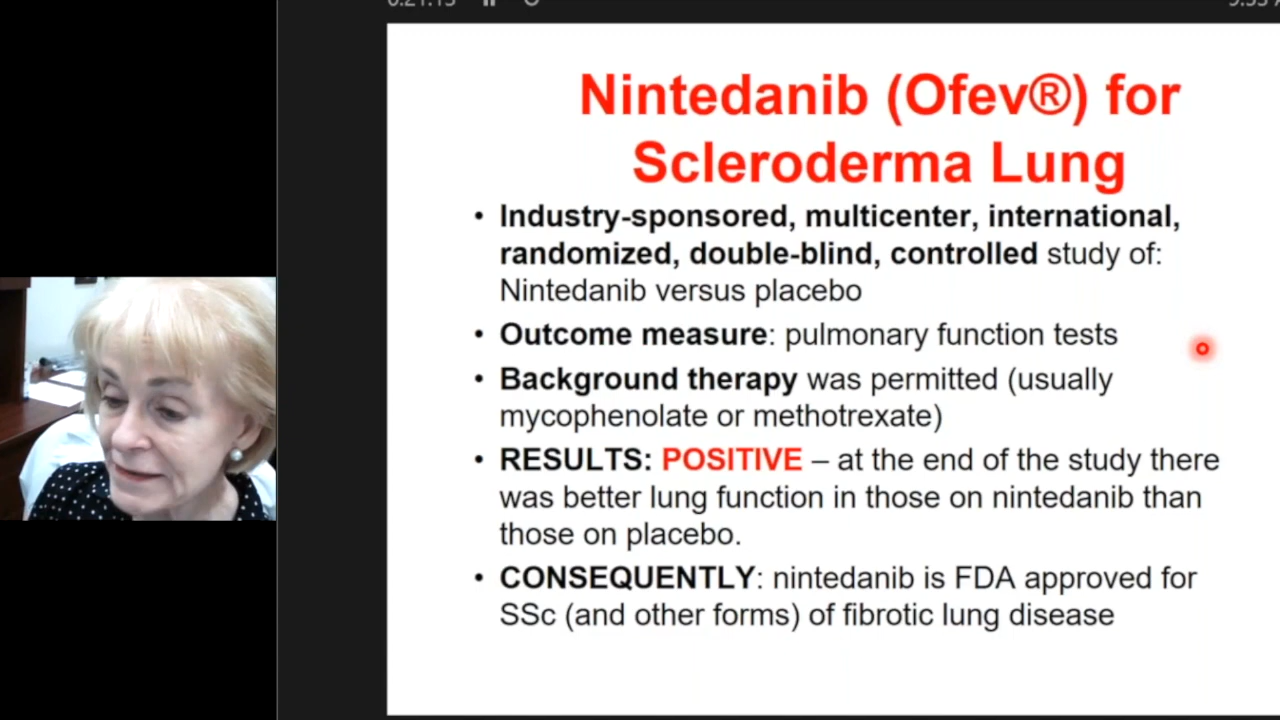 Nintedanib (Ofev®) for
Scleroderma Lung
• Industry-sponsored, multicenter, international,
randomized, double-blind, controlled study of:
Nintedanib versus placebo
• Outcome measure: pulmonary function tests
• Background therapy was permitted (usually
mycophenolate or methotrexate)
• RESULTS: POSITIVE – at the end of the study there
was better lung function in those on nintedanib than
those on placebo.
• CONSEQUENTLY: nintedanib is FDA approved for
SSc (and other forms) of fibrotic lung disease